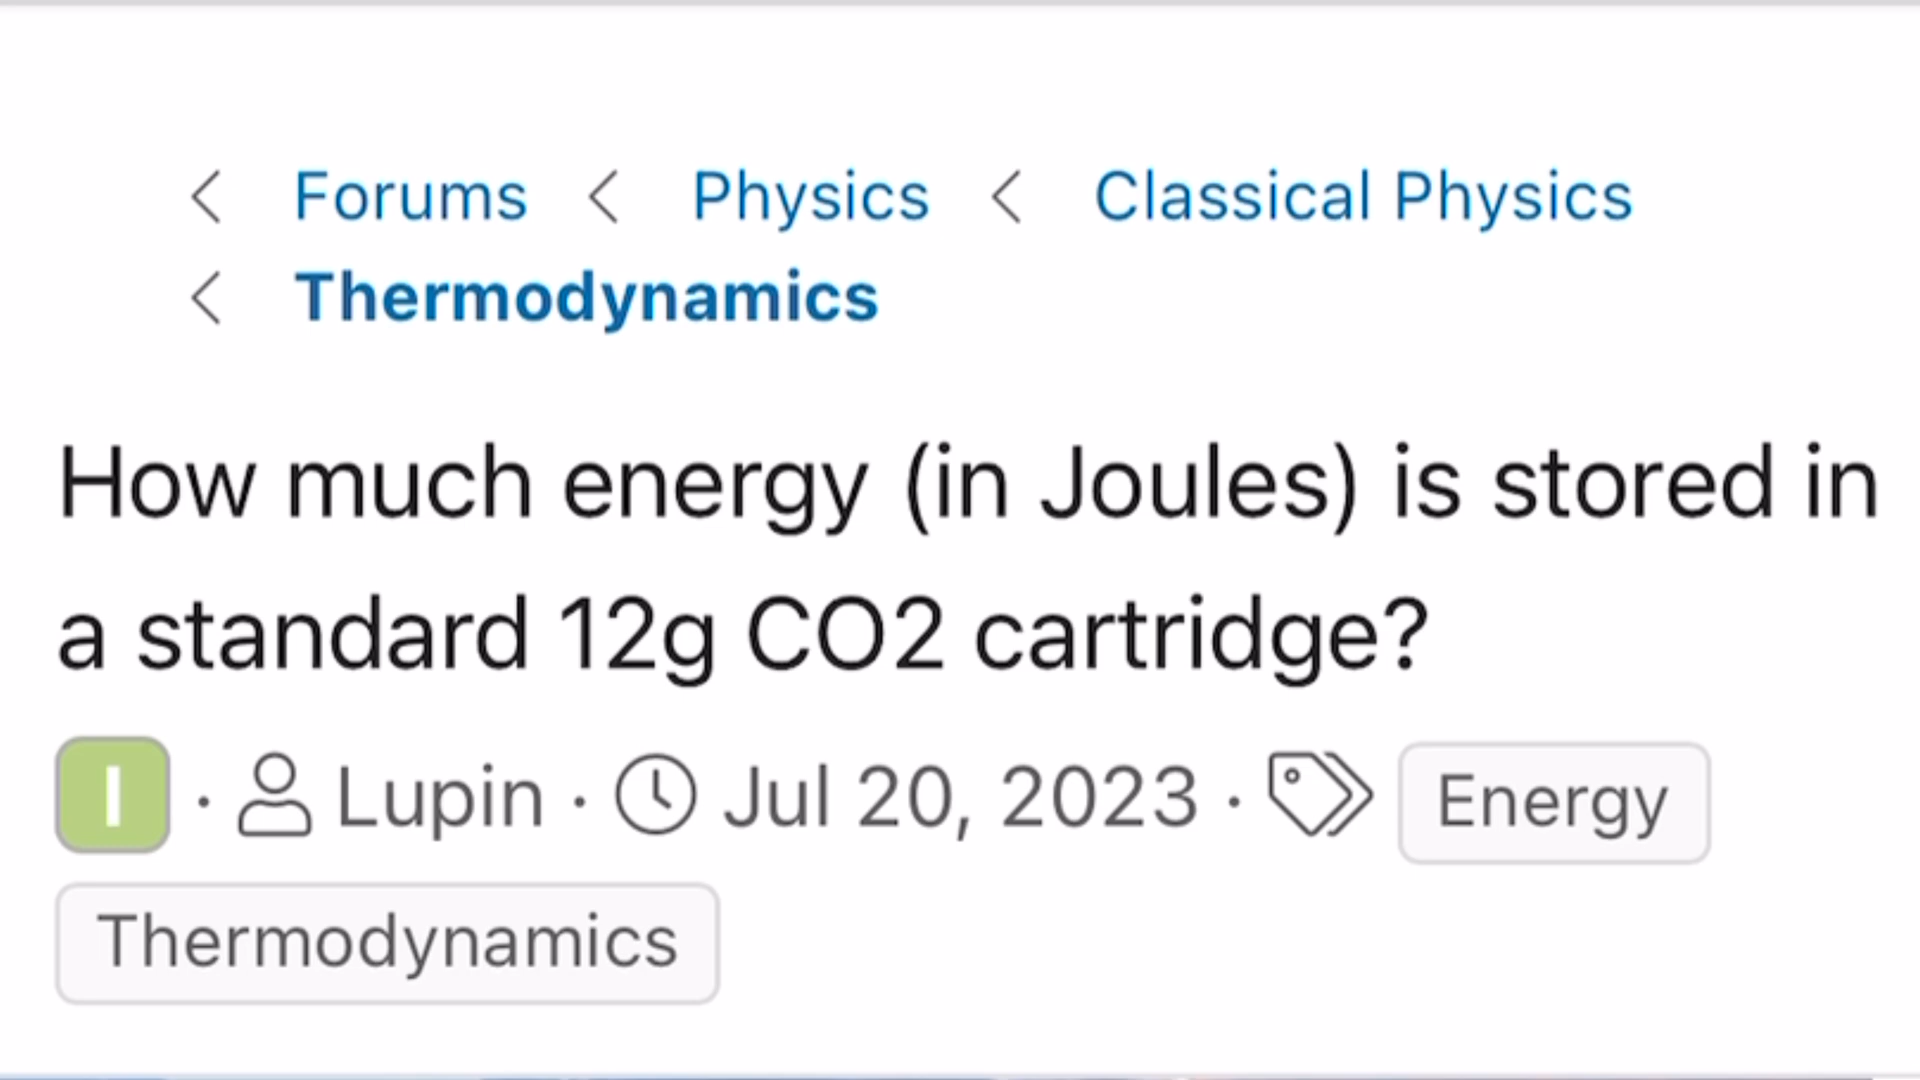 Forums Physics Classical Physics
Thermodynamics
How much energy (in Joules) is stored in
a standard 12g CO2 cartridge?
I · Lupin · Jul 20, 2023 · Energy
Thermodynamics